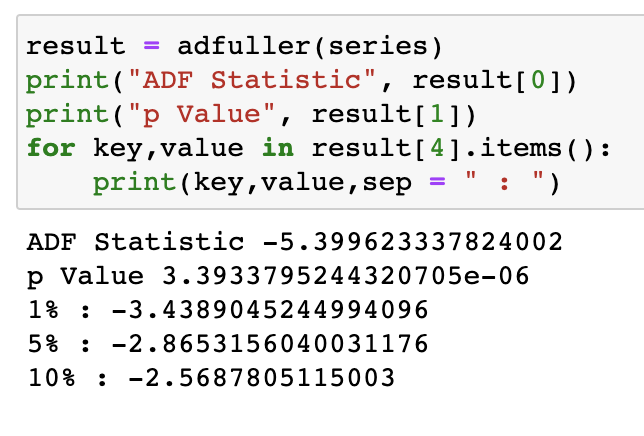 result = adfuller(series)
print("ADF Statistic", result[0])
print("p Value", result[1])
for key,value in result[4].items():
    print(key,value,sep = " : ")
ADF Statistic -5.399623337824002
p Value 3.3933795244320705e-06
1% : -3.4389045244994096
5% : -2.8653156040031176
10% : -2.5687805115003